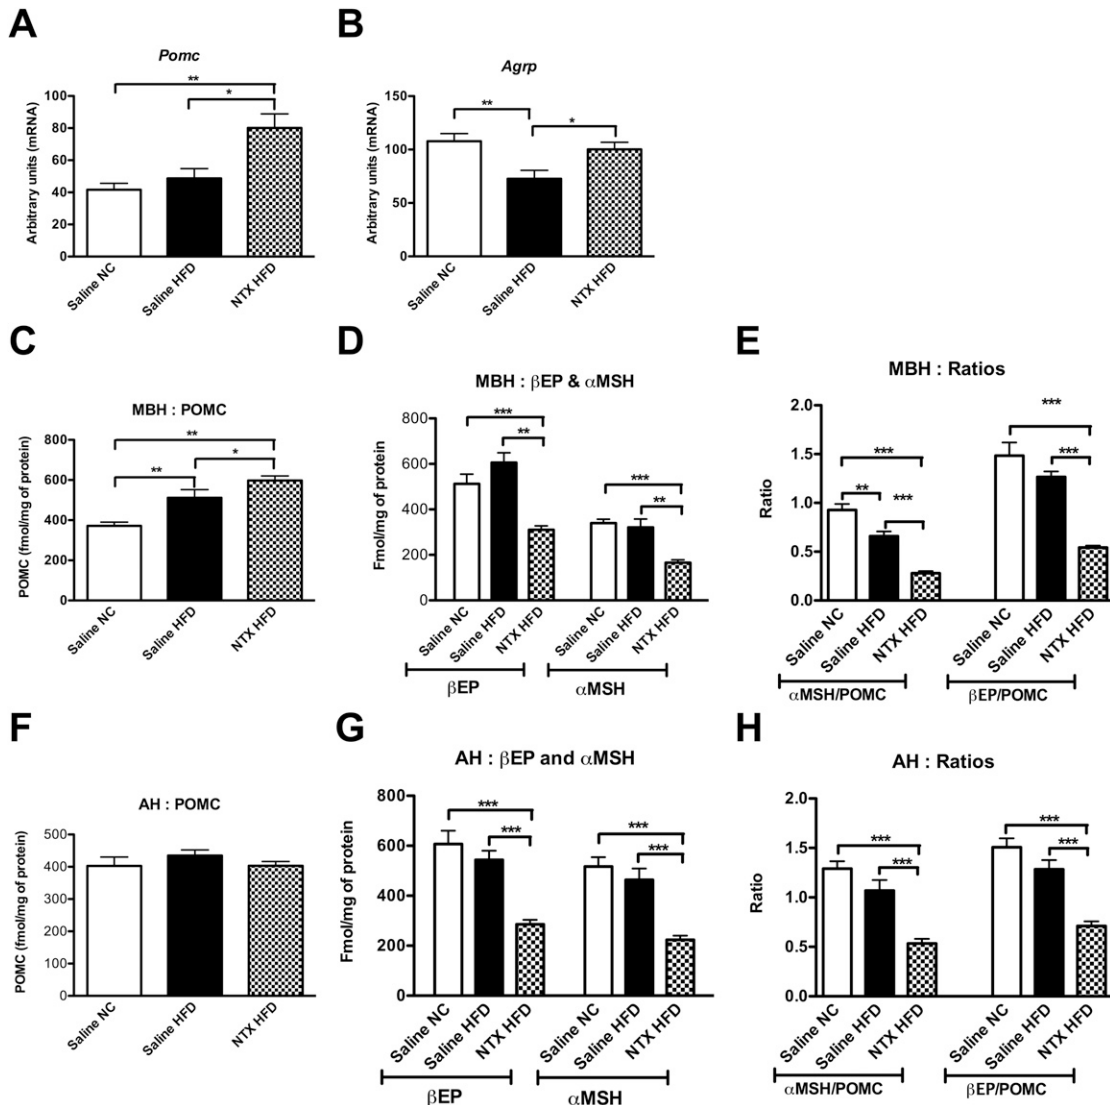 A
Pomc
**
*
100
80
60
40
20
0
Arbitrary units (mRNA)
Saline NC
Saline HFD
NTX HFD
B
Agrp
**
*
150
100
50
0
Arbitrary units (mRNA)
Saline NC
Saline HFD
NTX HFD
C
MBH : POMC
**
**
*
800
600
400
200
0
POMC (fmol/mg of protein)
Saline NC
Saline HFD
NTX HFD
D
MBH : βEP & αMSH
***
**
***
**
800
600
400
200
0
Fmol/mg of protein
Saline NC
Saline HFD
NTX HFD
Saline NC
Saline HFD
NTX HFD
βEP
αMSH
E
MBH : Ratios
***
**
***
***
***
2.0
1.5
1.0
0.5
0.0
Ratio
Saline NC
Saline HFD
NTX HFD
Saline NC
Saline HFD
NTX HFD
αMSH/POMC
βEP/POMC
F
AH : POMC
500
400
300
200
100
0
POMC (fmol/mg of protein)
Saline NC
Saline HFD
NTX HFD
G
AH : βEP and αMSH
***
***
***
***
800
600
400
200
0
Fmol/mg of protein
Saline NC
Saline HFD
NTX HFD
Saline NC
Saline HFD
NTX HFD
βEP
αMSH
H
AH : Ratios
***
***
***
***
2.0
1.5
1.0
0.5
0.0
Ratio
Saline NC
Saline HFD
NTX HFD
Saline NC
Saline HFD
NTX HFD
αMSH/POMC
βEP/POMC